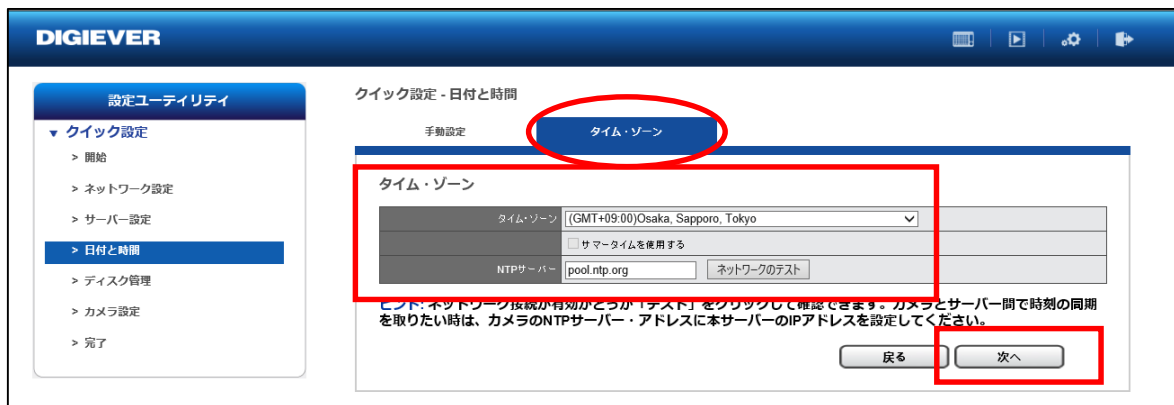 DIGIEVER
設定ユーティリティ
▼ クイック設定
> 開始
> ネットワーク設定
> サーバー設定
> 日付と時間
> ディスク管理
> カメラ設定
> 完了
クイック設定 - 日付と時間
手動設定
タイム・ゾーン
タイム・ゾーン
タイム・ゾーン (GMT+09:00)Osaka, Sapporo, Tokyo
サマータイムを使用する
NTPサーバー pool.ntp.org ネットワークのテスト
ヒント: ネットワーク接続が有効かどうか「テスト」をクリックして確認できます。カメラとサーバー間で時刻の同期
を取りたい時は、カメラのNTPサーバー・アドレスに本サーバーのIPアドレスを設定してください。
戻る 次へ